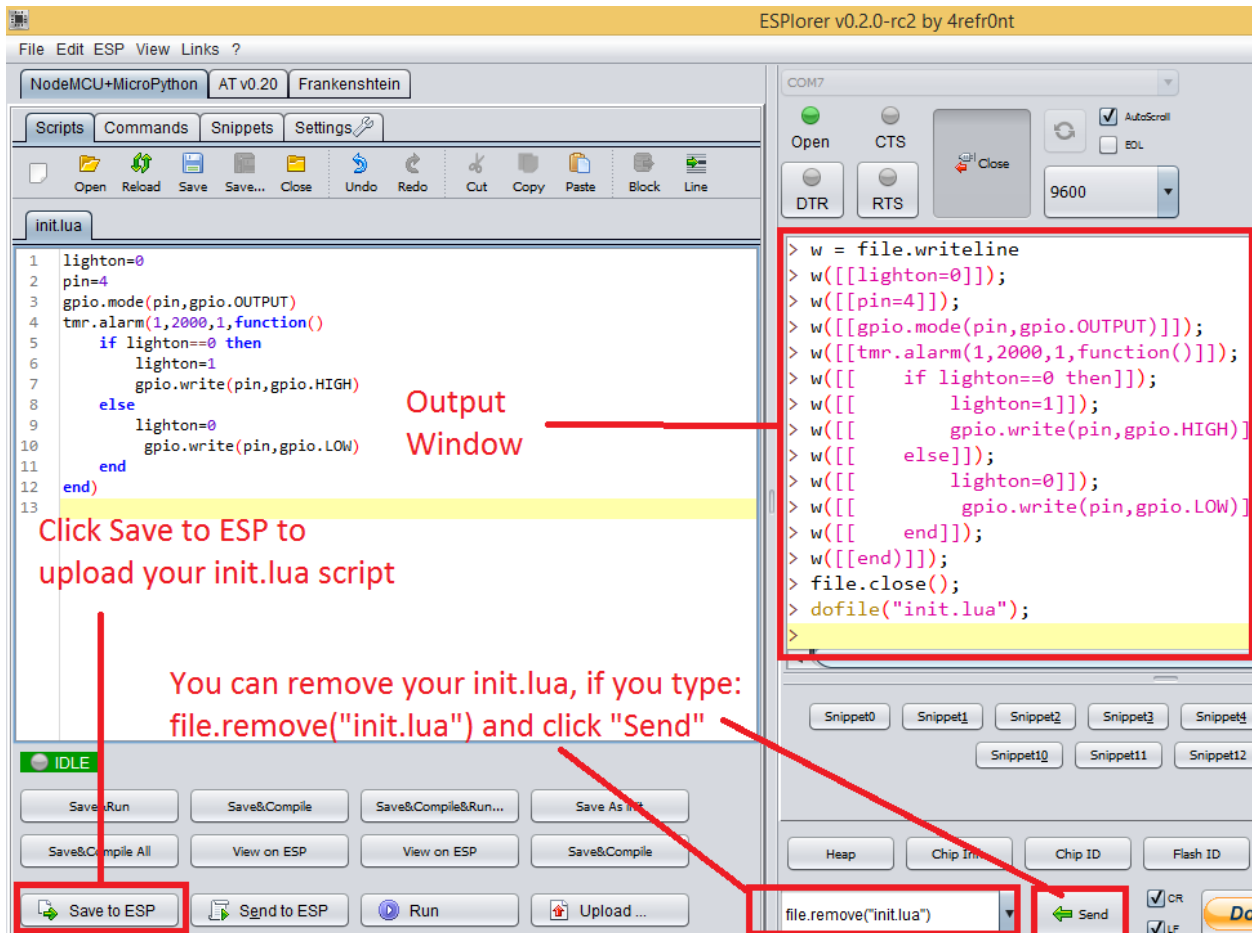 ESPlorer v0.2.0-rc2 by 4refr0nt
File Edit ESP View Links ?
NodeMCU+MicroPython AT v0.20 Frankenshtein
Scripts Commands Snippets Settings
Open Reload Save Save... Close Undo Redo Cut Copy Paste Block Line
init.lua
1 lighton=0
2 pin=4
3 gpio.mode(pin,gpio.OUTPUT)
4 tmr.alarm(1,2000,1,function()
5     if lighton==0 then
6         lighton=1
7         gpio.write(pin,gpio.HIGH)
8     else
9         lighton=0
10          gpio.write(pin,gpio.LOW)
11     end
12 end)
13
Output
Window
Click Save to ESP to
upload your init.lua script
You can remove your init.lua, if you type:
file.remove("init.lua") and click "Send"
IDLE
Save&Run Save&Compile Save&Compile&Run... Save As init
Save&Compile All View on ESP View on ESP Save&Compile
Save to ESP Send to ESP Run Upload ...
COM7
Open CTS Close AutoScroll
EOL
DTR RTS 9600
> w = file.writeline
> w([[lighton=0]]);
> w([[pin=4]]);
> w([[gpio.mode(pin,gpio.OUTPUT)]]);
> w([[tmr.alarm(1,2000,1,function()]]);
> w([[    if lighton==0 then]]);
> w([[        lighton=1]]);
> w([[        gpio.write(pin,gpio.HIGH)]
> w([[    else]]);
> w([[        lighton=0]]);
> w([[         gpio.write(pin,gpio.LOW)]
> w([[    end]]);
> w([[end)]]);
> file.close();
> dofile("init.lua");
>
Snippet0 Snippet1 Snippet2 Snippet3 Snippet4
Snippet10 Snippet11 Snippet12
Heap Chip Info Chip ID Flash ID
file.remove("init.lua") Send CR
LF Do